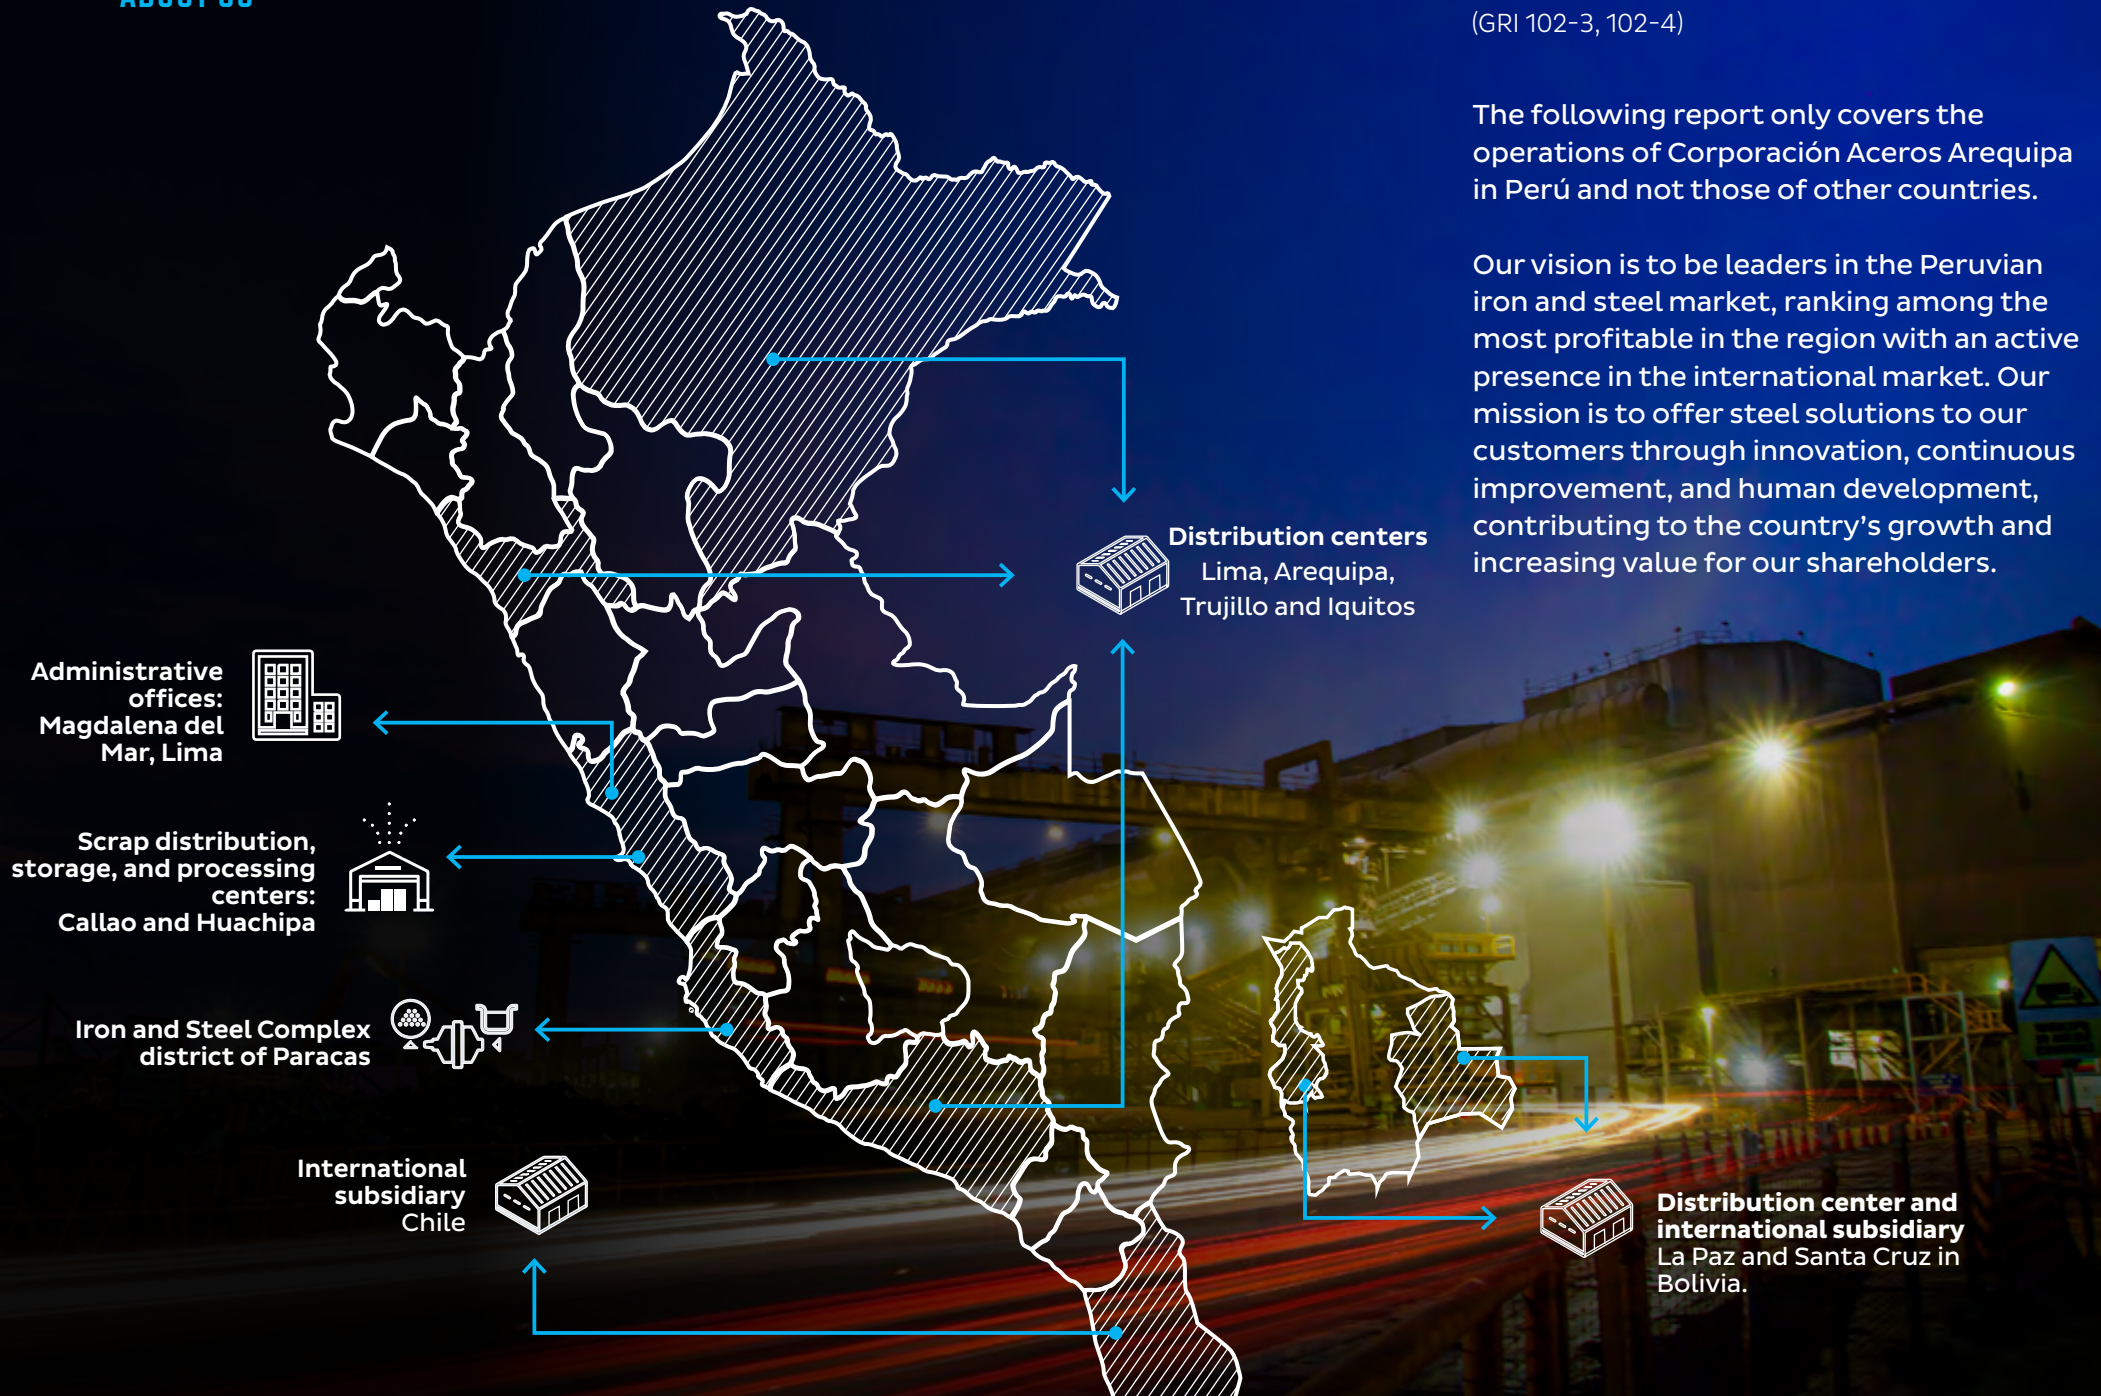 ABOUT US
(GRI 102-3, 102-4)
The following report only covers the
operations of Corporación Aceros Arequipa
in Perú and not those of other countries.
Our vision is to be leaders in the Peruvian
iron and steel market, ranking among the
most profitable in the region with an active
presence in the international market. Our
mission is to offer steel solutions to our
customers through innovation, continuous
improvement, and human development,
contributing to the country's growth and
increasing value for our shareholders.
Distribution centers
Lima, Arequipa,
Trujillo and Iquitos
Administrative
offices:
Magdalena del
Mar, Lima
Scrap distribution,
storage, and processing
centers:
Callao and Huachipa
Iron and Steel Complex
district of Paracas
International
subsidiary
Chile
Distribution center and
international subsidiary
La Paz and Santa Cruz in
Bolivia.